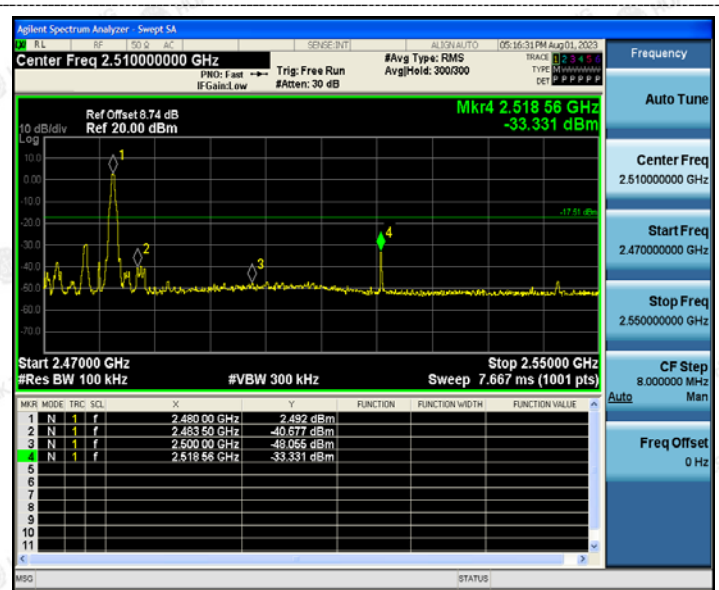 Agilent Spectrum Analyzer - Swept SA
RL RF 50 Ω AC SENSE:INT ALIGN AUTO 05:16:31 PM Aug 01, 2023
Center Freq 2.510000000 GHz #Avg Type: RMS TRACE 1 2 3 4 5 6
PNO: Fast Trig: Free Run Avg|Hold: 300/300 TYPE M
IFGain:Low #Atten: 30 dB DET P P P P P P
Frequency
Mkr4 2.518 56 GHz
-33.331 dBm
Ref Offset 8.74 dB
10 dB/div Ref 20.00 dBm
Log
10.0
0.00
-10.0
-20.0
-30.0
-40.0
-50.0
-60.0
-70.0
1
2
3
4
-17.51 dBm
Start 2.47000 GHz Stop 2.55000 GHz
#Res BW 100 kHz #VBW 300 kHz Sweep 7.667 ms (1001 pts)
MKR MODE TRC SCL X Y FUNCTION FUNCTION WIDTH FUNCTION VALUE
1 N 1 f 2.480 00 GHz 2.492 dBm
2 N 1 f 2.483 50 GHz -40.677 dBm
3 N 1 f 2.500 00 GHz -48.055 dBm
4 N 1 f 2.518 56 GHz -33.331 dBm
5
6
7
8
9
10
11
MSG STATUS
Auto Tune
Center Freq
2.510000000 GHz
Start Freq
2.470000000 GHz
Stop Freq
2.550000000 GHz
CF Step
8.000000 MHz
Auto Man
Freq Offset
0 Hz